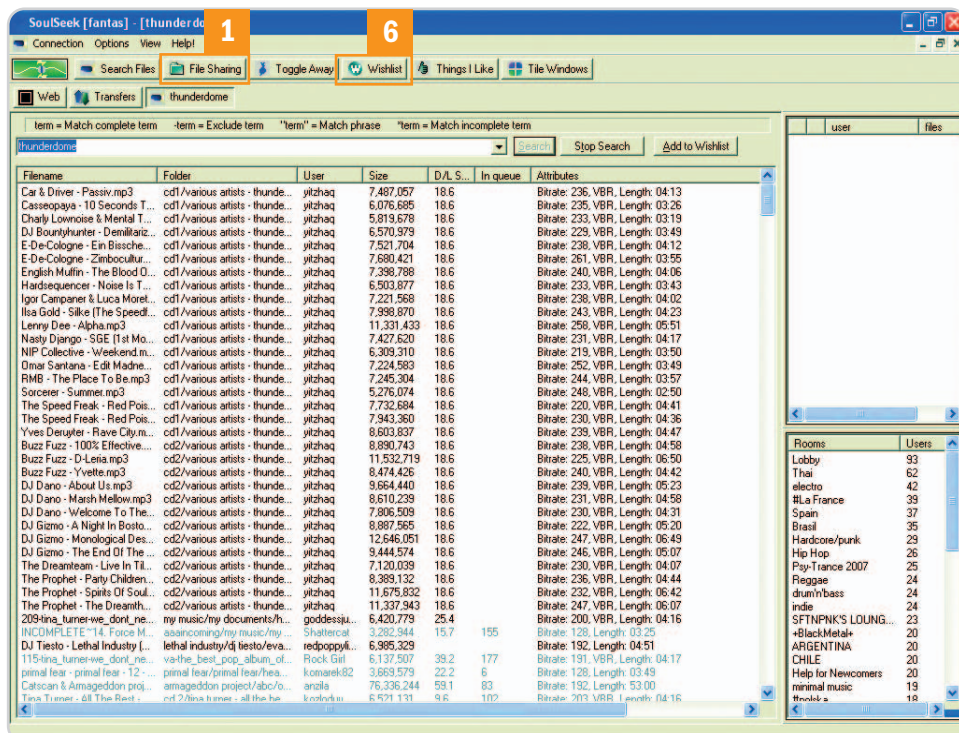 SoulSeek [fantas] - [thunderdo
1
6
Connection Options View Help!
Search Files File Sharing Toggle Away Wishlist Things I Like Tile Windows
Web Transfers thunderdome
term = Match complete term -term = Exclude term "term" = Match phrase *term = Match incomplete term
thunderdome Search Stop Search Add to Wishlist
Filename Folder User Size D/L S... In queue Attributes
Car & Driver - Passiv.mp3 cd1/various artists - thunde... yitzhaq 7,487,057 18.6 Bitrate: 236, VBR, Length: 04:13
Casseopaya - 10 Seconds T... cd1/various artists - thunde... yitzhaq 6,076,685 18.6 Bitrate: 235, VBR, Length: 03:26
Charly Lownoise & Mental T... cd1/various artists - thunde... yitzhaq 5,819,678 18.6 Bitrate: 233, VBR, Length: 03:19
DJ Bountyhunter - Demilitariz... cd1/various artists - thunde... yitzhaq 6,570,979 18.6 Bitrate: 229, VBR, Length: 03:49
E-De-Cologne - Ein Bissche... cd1/various artists - thunde... yitzhaq 7,521,704 18.6 Bitrate: 238, VBR, Length: 04:12
E-De-Cologne - Zimbocultur... cd1/various artists - thunde... yitzhaq 7,680,421 18.6 Bitrate: 261, VBR, Length: 03:55
English Muffin - The Blood O... cd1/various artists - thunde... yitzhaq 7,398,788 18.6 Bitrate: 240, VBR, Length: 04:06
Hardsequencer - Noise Is T... cd1/various artists - thunde... yitzhaq 6,503,877 18.6 Bitrate: 233, VBR, Length: 03:43
Igor Campaner & Luca Moret... cd1/various artists - thunde... yitzhaq 7,221,568 18.6 Bitrate: 238, VBR, Length: 04:02
Ilsa Gold - Silke (The Speedf... cd1/various artists - thunde... yitzhaq 7,998,870 18.6 Bitrate: 243, VBR, Length: 04:23
Lenny Dee - Alpha.mp3 cd1/various artists - thunde... yitzhaq 11,331,433 18.6 Bitrate: 258, VBR, Length: 05:51
Nasty Django - SGE (1st Mo... cd1/various artists - thunde... yitzhaq 7,427,620 18.6 Bitrate: 231, VBR, Length: 04:17
NIP Collective - Weekend.m... cd1/various artists - thunde... yitzhaq 6,309,310 18.6 Bitrate: 219, VBR, Length: 03:50
Omar Santana - Edit Madne... cd1/various artists - thunde... yitzhaq 7,224,583 18.6 Bitrate: 252, VBR, Length: 03:49
RMB - The Place To Be.mp3 cd1/various artists - thunde... yitzhaq 7,245,304 18.6 Bitrate: 244, VBR, Length: 03:57
Sorcerer - Summer.mp3 cd1/various artists - thunde... yitzhaq 5,276,074 18.6 Bitrate: 248, VBR, Length: 02:50
The Speed Freak - Red Pois... cd1/various artists - thunde... yitzhaq 7,732,684 18.6 Bitrate: 220, VBR, Length: 04:41
The Speed Freak - Red Pois... cd1/various artists - thunde... yitzhaq 7,943,360 18.6 Bitrate: 230, VBR, Length: 04:36
Yves Deruyter - Rave City.m... cd1/various artists - thunde... yitzhaq 8,603,837 18.6 Bitrate: 239, VBR, Length: 04:47
Buzz Fuzz - 100% Effective.... cd2/various artists - thunde... yitzhaq 8,890,743 18.6 Bitrate: 238, VBR, Length: 04:58
Buzz Fuzz - D-Leria.mp3 cd2/various artists - thunde... yitzhaq 11,532,719 18.6 Bitrate: 225, VBR, Length: 06:50
Buzz Fuzz - Yvette.mp3 cd2/various artists - thunde... yitzhaq 8,474,426 18.6 Bitrate: 240, VBR, Length: 04:42
DJ Dano - About Us.mp3 cd2/various artists - thunde... yitzhaq 9,664,440 18.6 Bitrate: 239, VBR, Length: 05:23
DJ Dano - Marsh Mellow.mp3 cd2/various artists - thunde... yitzhaq 8,610,239 18.6 Bitrate: 231, VBR, Length: 04:58
DJ Dano - Welcome To The... cd2/various artists - thunde... yitzhaq 7,806,509 18.6 Bitrate: 230, VBR, Length: 04:31
DJ Gizmo - A Night In Bosto... cd2/various artists - thunde... yitzhaq 8,887,565 18.6 Bitrate: 222, VBR, Length: 05:20
DJ Gizmo - Monological Des... cd2/various artists - thunde... yitzhaq 12,646,051 18.6 Bitrate: 247, VBR, Length: 06:49
DJ Gizmo - The End Of The ... cd2/various artists - thunde... yitzhaq 9,444,574 18.6 Bitrate: 246, VBR, Length: 05:07
The Dreamteam - Live In Til... cd2/various artists - thunde... yitzhaq 7,120,039 18.6 Bitrate: 230, VBR, Length: 04:07
The Prophet - Party Children... cd2/various artists - thunde... yitzhaq 8,389,132 18.6 Bitrate: 236, VBR, Length: 04:44
The Prophet - Spirits Of Soul... cd2/various artists - thunde... yitzhaq 11,675,832 18.6 Bitrate: 232, VBR, Length: 06:42
The Prophet - The Dreamth... cd2/various artists - thunde... yitzhaq 11,337,943 18.6 Bitrate: 247, VBR, Length: 06:07
209-tina_turner-we_dont_ne... my music/my documents/h... goddessju... 6,420,779 25.4 Bitrate: 200, VBR, Length: 04:16
INCOMPLETE~14. Force M... aaaincoming/my music/my ... Shattercat 3,282,944 15.7 155 Bitrate: 128, Length: 03:25
DJ Tiesto - Lethal Industry [... lethal industry/dj tiesto/eva... redpoppyli... 6,985,329 Bitrate: 192, Length: 04:51
115-tina_turner-we_dont_ne... va-the_best_pop_album_of... Rock Girl 6,137,507 39.2 177 Bitrate: 191, VBR, Length: 04:17
primal fear - primal fear - 12 - ... primal fear/primal fear/hea... komarek82 3,669,579 22.2 6 Bitrate: 128, Length: 03:49
Catscan & Armageddon proj... armageddon project/abc/o... anzila 76,336,244 59.1 83 Bitrate: 192, Length: 53:00
Tina Turner - All The Best - ... cd 2/tina turner - all the be... kozloduu 6,521,131 9.6 102 Bitrate: 203, VBR, Length: 04:16
user files
Rooms Users
Lobby 93
Thai 62
electro 42
#La France 39
Spain 37
Brasil 35
Hardcore/punk 29
Hip Hop 26
Psy-Trance 2007 25
Reggae 24
drum'n'bass 24
indie 24
SFTNPNK'S LOUNG... 23
+BlackMetal+ 20
ARGENTINA 20
CHILE 20
Help for Newcomers 20
minimal music 19
#polska 18